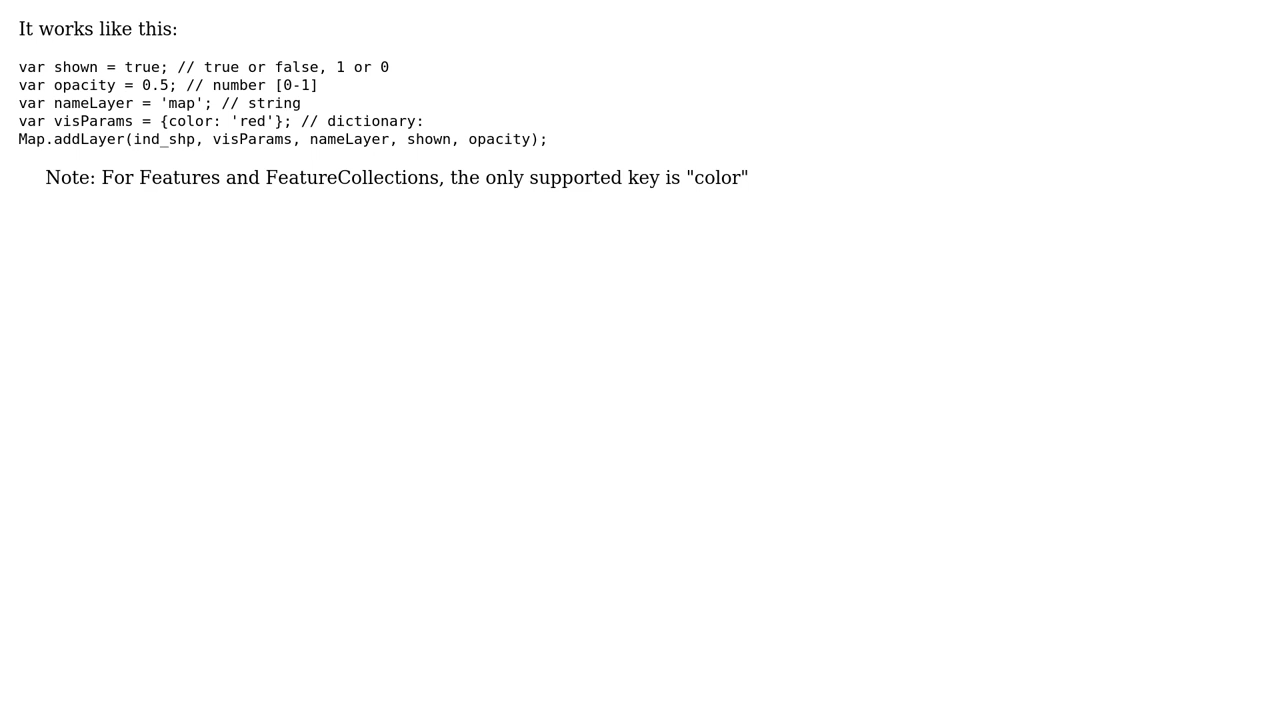 It works like this:
var shown = true; // true or false, 1 or 0
var opacity = 0.5; // number [0-1]
var nameLayer = 'map'; // string
var visParams = {color: 'red'}; // dictionary:
Map.addLayer(ind_shp, visParams, nameLayer, shown, opacity);
Note: For Features and FeatureCollections, the only supported key is "color"